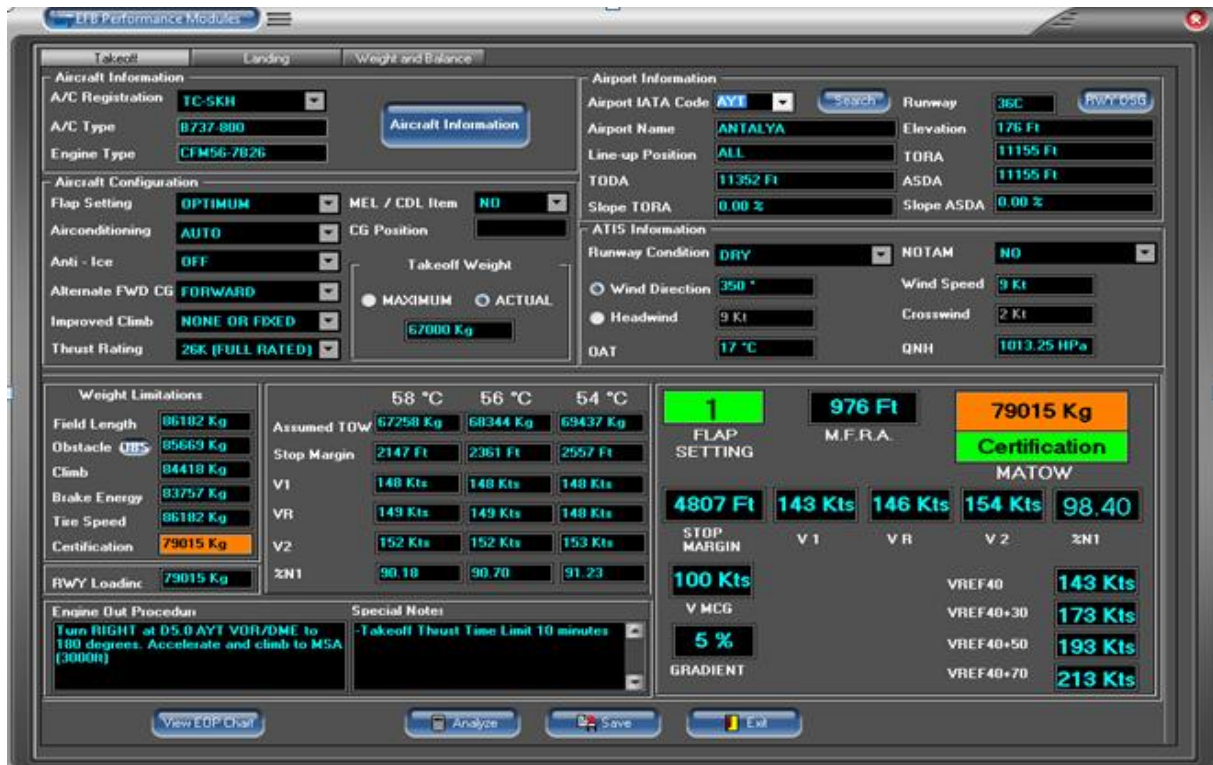 EFB Performance Modules
Takeoff Landing Weight and Balance
Aircraft Information
A/C Registration TC-SKH
A/C Type B737-800
Engine Type CFM56-7B26
Aircraft Information
Airport Information
Airport IATA Code AYT Search Runway 36C RWY DSG
Airport Name ANTALYA Elevation 176 Ft
Line-up Position ALL TORA 11155 Ft
TODA 11352 Ft ASDA 11155 Ft
Slope TORA 0.00 % Slope ASDA 0.00 %
Aircraft Configuration
Flap Setting OPTIMUM MEL / CDL Item NO
Airconditioning AUTO CG Position
Anti - Ice OFF
Alternate FWD CG FORWARD
Improved Climb NONE OR FIXED
Thrust Rating 26K (FULL RATED)
Takeoff Weight
MAXIMUM ACTUAL
67000 Kg
ATIS Information
Runway Condition DRY NOTAM NO
Wind Direction 350 ° Wind Speed 9 Kt
Headwind 9 Kt Crosswind 2 Kt
OAT 17 °C QNH 1013.25 HPa
Weight Limitations
Field Length 86182 Kg
Obstacle OBS 85669 Kg
Climb 84418 Kg
Brake Energy 83757 Kg
Tire Speed 86182 Kg
Certification 79015 Kg
RWY Loading 79015 Kg
58 °C 56 °C 54 °C
Assumed TOW 67258 Kg 68344 Kg 69437 Kg
Stop Margin 2147 Ft 2361 Ft 2557 Ft
V1 148 Kts 148 Kts 148 Kts
VR 149 Kts 149 Kts 148 Kts
V2 152 Kts 152 Kts 153 Kts
%N1 90.18 90.70 91.23
1 976 Ft 79015 Kg
FLAP SETTING M.F.R.A. Certification
MATOW
4807 Ft 143 Kts 146 Kts 154 Kts 98.40
STOP MARGIN V 1 V R V 2 %N1
100 Kts VREF40 143 Kts
V MCG VREF40+30 173 Kts
5 % VREF40+50 193 Kts
GRADIENT VREF40+70 213 Kts
Engine Out Procedur
Turn RIGHT at D5.0 AYT VOR/DME to
180 degrees. Accelerate and climb to MSA
(3000ft)
Special Notes
-Takeoff Thrust Time Limit 10 minutes
View EOP Chart Analyze Save Exit